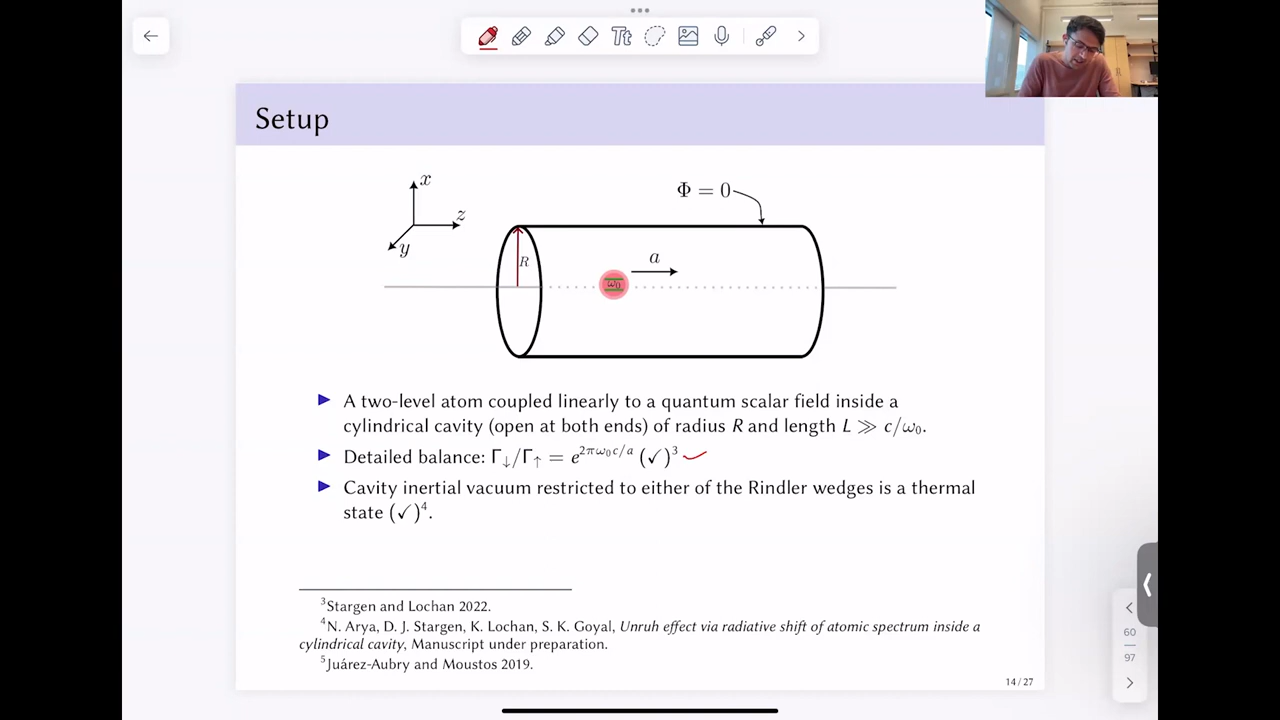 Tt
Setup
x
z
y
Φ = 0
R
a
ω₀
▶ A two-level atom coupled linearly to a quantum scalar field inside a
cylindrical cavity (open at both ends) of radius R and length L ≫ c/ω₀.
▶ Detailed balance: Γ↓/Γ↑ = e^{2πω₀c/a} (✓)³
▶ Cavity inertial vacuum restricted to either of the Rindler wedges is a thermal
state (✓)⁴.
³Stargen and Lochan 2022.
⁴N. Arya, D. J. Stargen, K. Lochan, S. K. Goyal, Unruh effect via radiative shift of atomic spectrum inside a
cylindrical cavity, Manuscript under preparation.
⁵Juárez-Aubry and Moustos 2019.
14 / 27
60
97